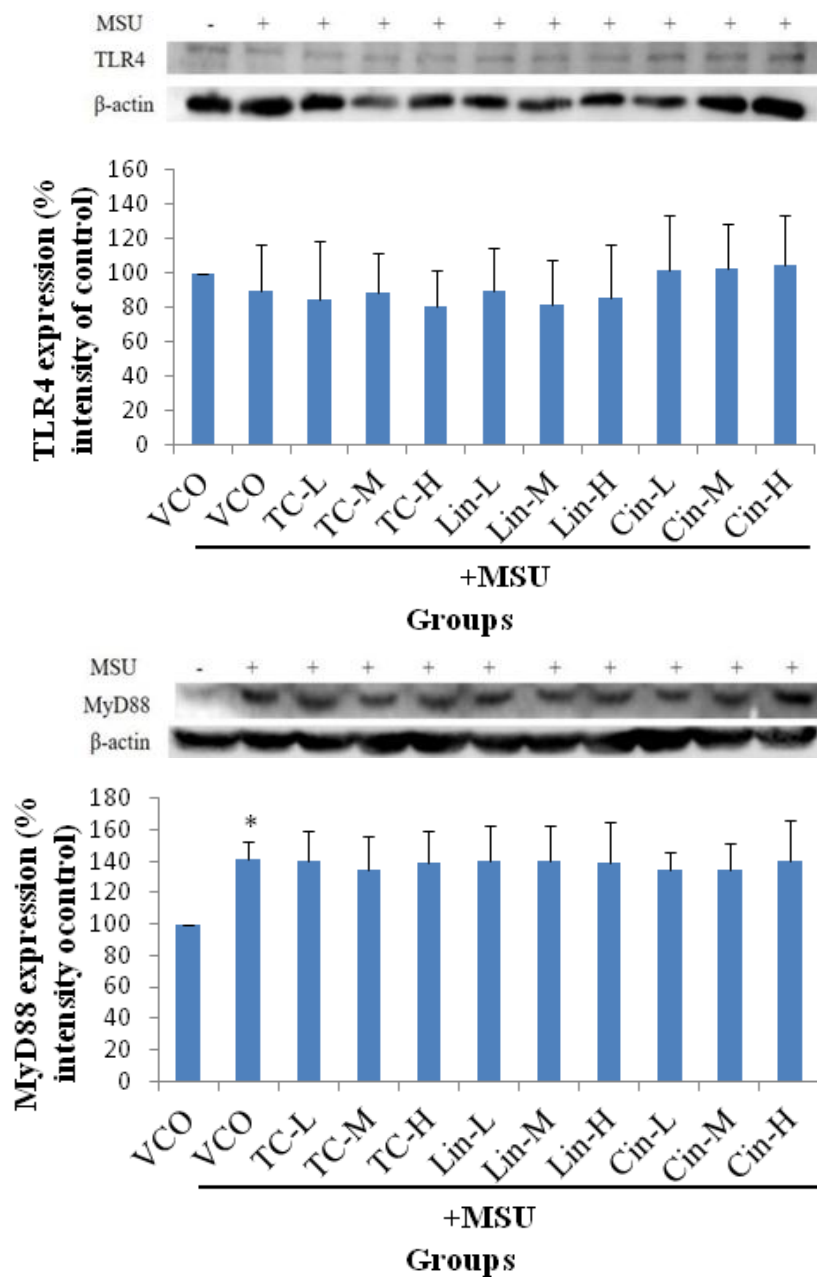 MSU - + + + + + + + + + +
TLR4
β-actin
TLR4 expression (%
intensity of control)
160
140
120
100
80
60
40
20
0
VCO VCO TC-L TC-M TC-H Lin-L Lin-M Lin-H Cin-L Cin-M Cin-H
+MSU
Groups
MSU - + + + + + + + + + +
MyD88
β-actin
MyD88 expression (%
intensity ocontrol)
180
160
140
120
100
80
60
40
20
0
*
VCO VCO TC-L TC-M TC-H Lin-L Lin-M Lin-H Cin-L Cin-M Cin-H
+MSU
Groups